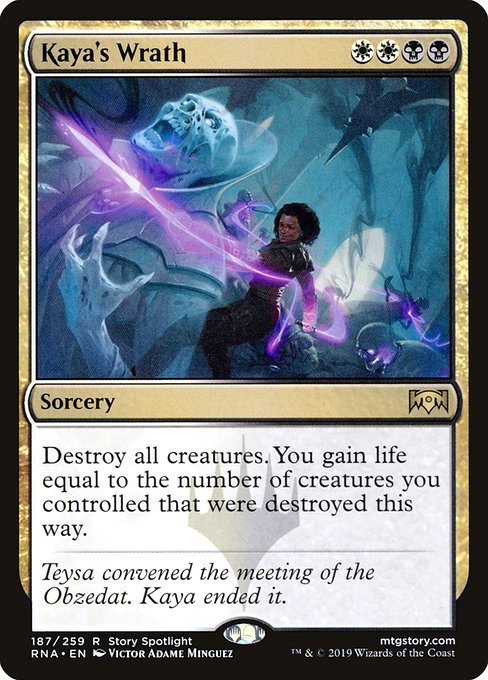 Kaya's Wrath
Sorcery
Destroy all creatures. You gain life
equal to the number of creatures you
controlled that were destroyed this
way.
Teysa convened the meeting of the
Obzedat. Kaya ended it.
187/259 R Story Spotlight
mtgstory.com
RNA • EN Victor Adame Minguez
™ & © 2019 Wizards of the Coast